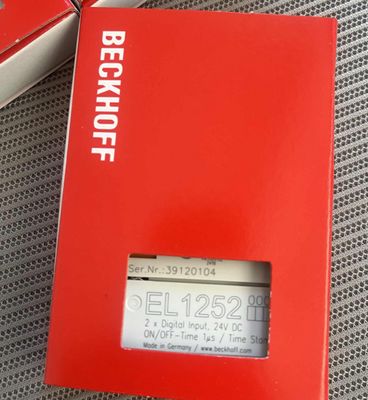 BECKHOFF
Ser.Nr.: 39120104
EL1252
2 x Digital Input, 24V DC
ON/OFF-Time 1µs / Time
Made in Germany / www.beckhoff.com